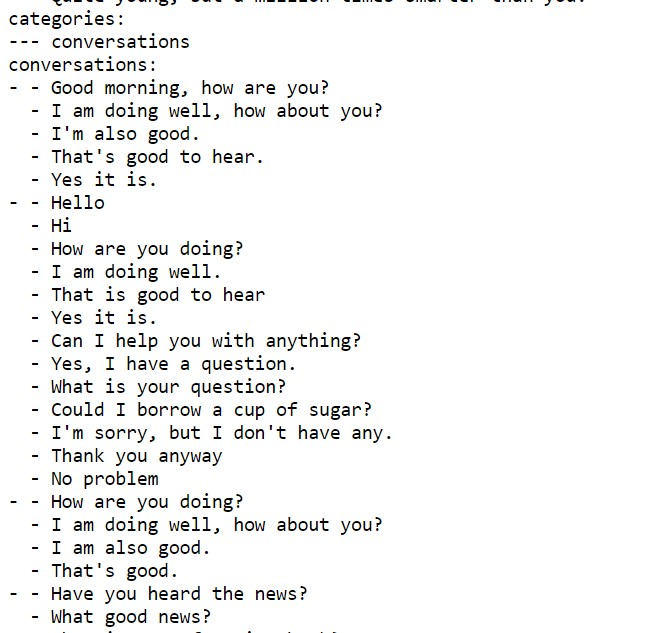 categories:
--- conversations
conversations:
- - Good morning, how are you?
  - I am doing well, how about you?
  - I'm also good.
  - That's good to hear.
  - Yes it is.
- - Hello
  - Hi
  - How are you doing?
  - I am doing well.
  - That is good to hear
  - Yes it is.
  - Can I help you with anything?
  - Yes, I have a question.
  - What is your question?
  - Could I borrow a cup of sugar?
  - I'm sorry, but I don't have any.
  - Thank you anyway
  - No problem
- - How are you doing?
  - I am doing well, how about you?
  - I am also good.
  - That's good.
- - Have you heard the news?
  - What good news?